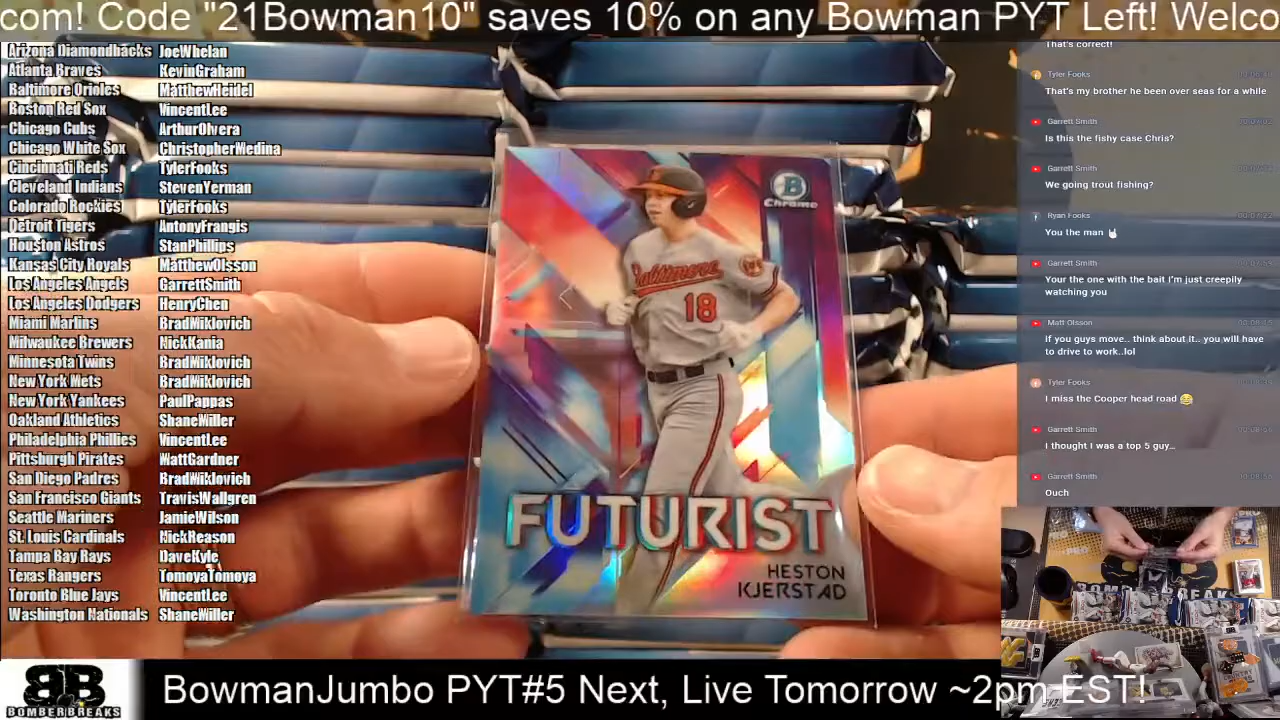 com! Code "21Bowman10" saves 10% on any Bowman PYT Left! Welco
Arizona Diamondbacks JoeWhelan
Atlanta Braves KevinGraham
Baltimore Orioles MatthewHeidel
Boston Red Sox VincentLee
Chicago Cubs ArthurOlvera
Chicago White Sox ChristopherMedina
Cincinnati Reds TylerFooks
Cleveland Indians StevenYerman
Colorado Rockies TylerFooks
Detroit Tigers AntonyFrangis
Houston Astros StanPhillips
Kansas City Royals MatthewOlsson
Los Angeles Angels GarrettSmith
Los Angeles Dodgers HenryChen
Miami Marlins BradMiklovich
Milwaukee Brewers NickKania
Minnesota Twins BradMiklovich
New York Mets BradMiklovich
New York Yankees PaulPappas
Oakland Athletics ShaneMiller
Philadelphia Phillies VincentLee
Pittsburgh Pirates WattGardner
San Diego Padres BradMiklovich
San Francisco Giants TravisWallgren
Seattle Mariners JamieWilson
St. Louis Cardinals NickReason
Tampa Bay Rays DaveKyle
Texas Rangers TomoyaTomoya
Toronto Blue Jays VincentLee
Washington Nationals ShaneMiller
B
Chrome
Baltimore
18
FUTURIST
HESTON
KJERSTAD
That's correct!
Tyler Fooks
That's my brother he been over seas for a while
Garrett Smith
Is this the fishy case Chris?
Garrett Smith
We going trout fishing?
Ryan Fooks
You the man 🤘
Garrett Smith
Your the one with the bait I'm just creepily
watching you
Matt Olsson
if you guys move.. think about it.. you will have
to drive to work..lol
Tyler Fooks
I miss the Cooper head road 😂
Garrett Smith
I thought I was a top 5 guy...
Garrett Smith
Ouch
BB
BOMBERBREAKS
BowmanJumbo PYT#5 Next, Live Tomorrow ~2pm EST!